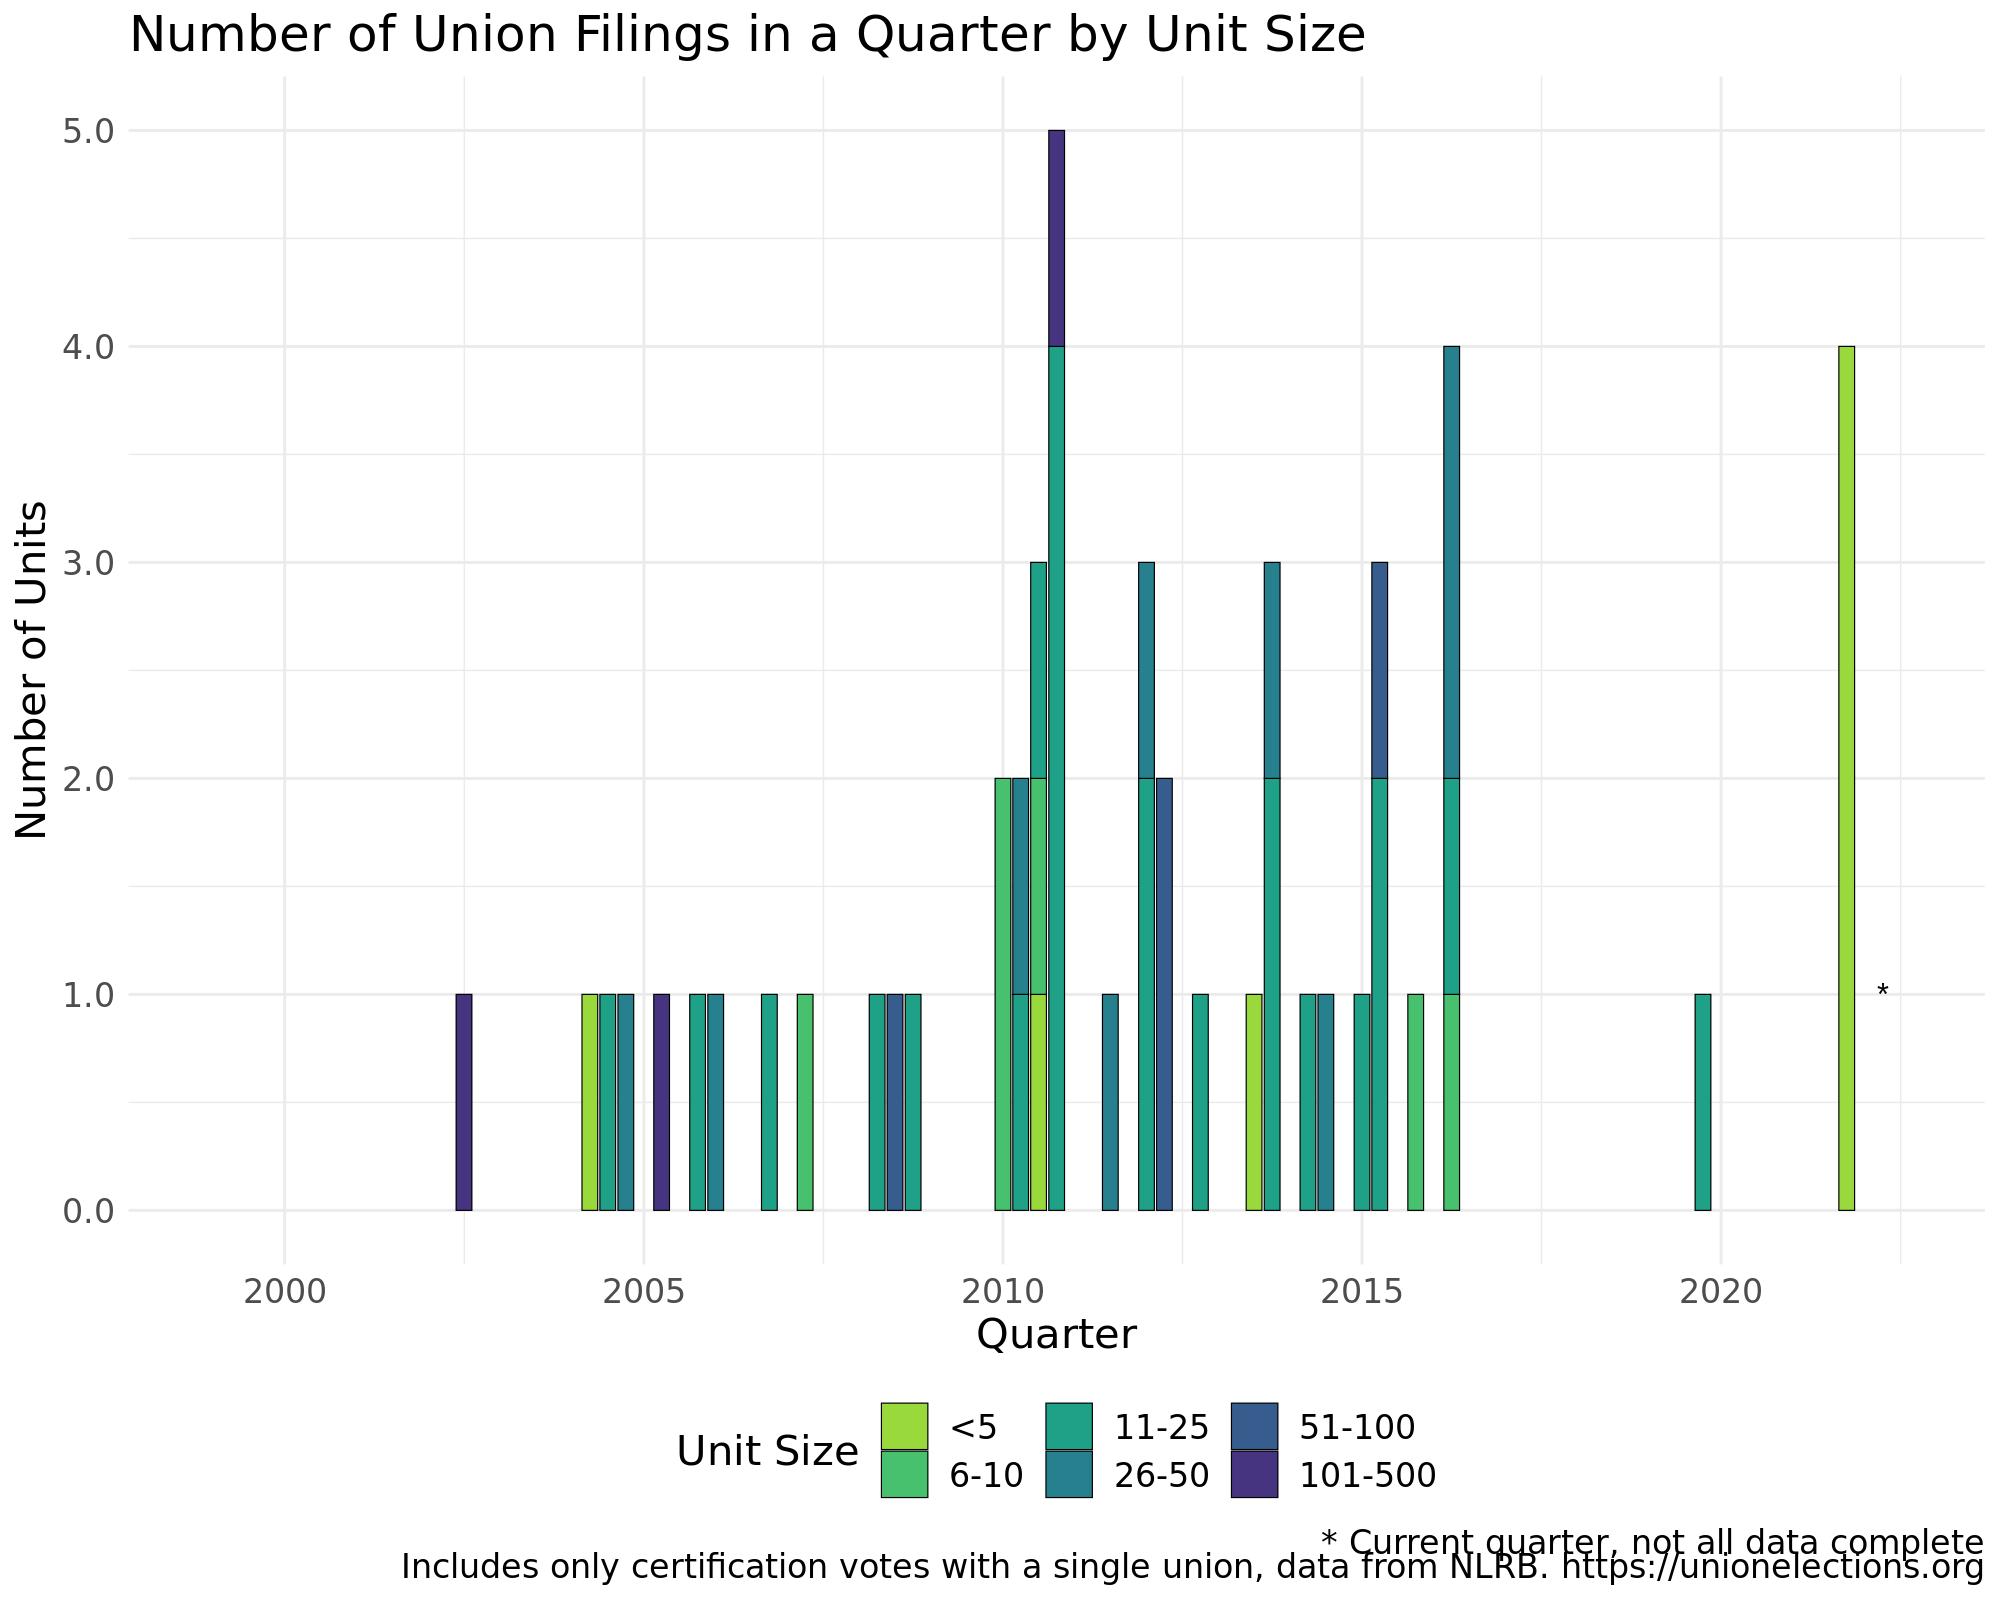 Number of Union Filings in a Quarter by Unit Size
Number of Units
5.0
4.0
3.0
2.0
1.0
0.0
*
2000 2005 2010 2015 2020
Quarter
Unit Size
<5 11-25 51-100
6-10 26-50 101-500
* Current quarter, not all data complete
Includes only certification votes with a single union, data from NLRB. https://unionelections.org